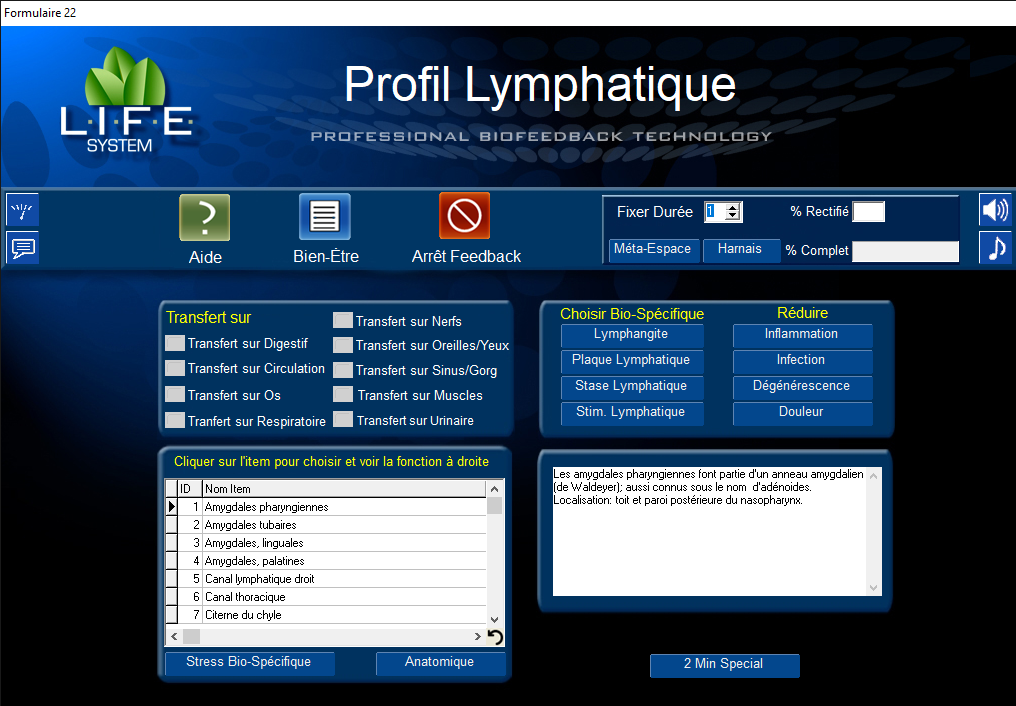 Formulaire 22
L·I·F·E
SYSTEM
Profil Lymphatique
PROFESSIONAL BIOFEEDBACK TECHNOLOGY
Aide
Bien-Être
Arrêt Feedback
Fixer Durée 1
% Rectifié
Méta-Espace
Harnais
% Complet
Transfert sur
Transfert sur Digestif
Transfert sur Circulation
Transfert sur Os
Tranfert sur Respiratoire
Transfert sur Nerfs
Transfert sur Oreilles/Yeux
Transfert sur Sinus/Gorg
Transfert sur Muscles
Transfert sur Urinaire
Choisir Bio-Spécifique
Lymphangite
Plaque Lymphatique
Stase Lymphatique
Stim. Lymphatique
Réduire
Inflammation
Infection
Dégénérescence
Douleur
Cliquer sur l'item pour choisir et voir la fonction à droite
ID Nom Item
1 Amygdales pharyngiennes
2 Amygdales tubaires
3 Amygdales, linguales
4 Amygdales, palatines
5 Canal lymphatique droit
6 Canal thoracique
7 Citerne du chyle
Stress Bio-Spécifique
Anatomique
Les amygdales pharyngiennes font partie d'un anneau amygdalien
(de Waldeyer); aussi connus sous le nom d'adénoides.
Localisation: toit et paroi postérieure du nasopharynx.
2 Min Special